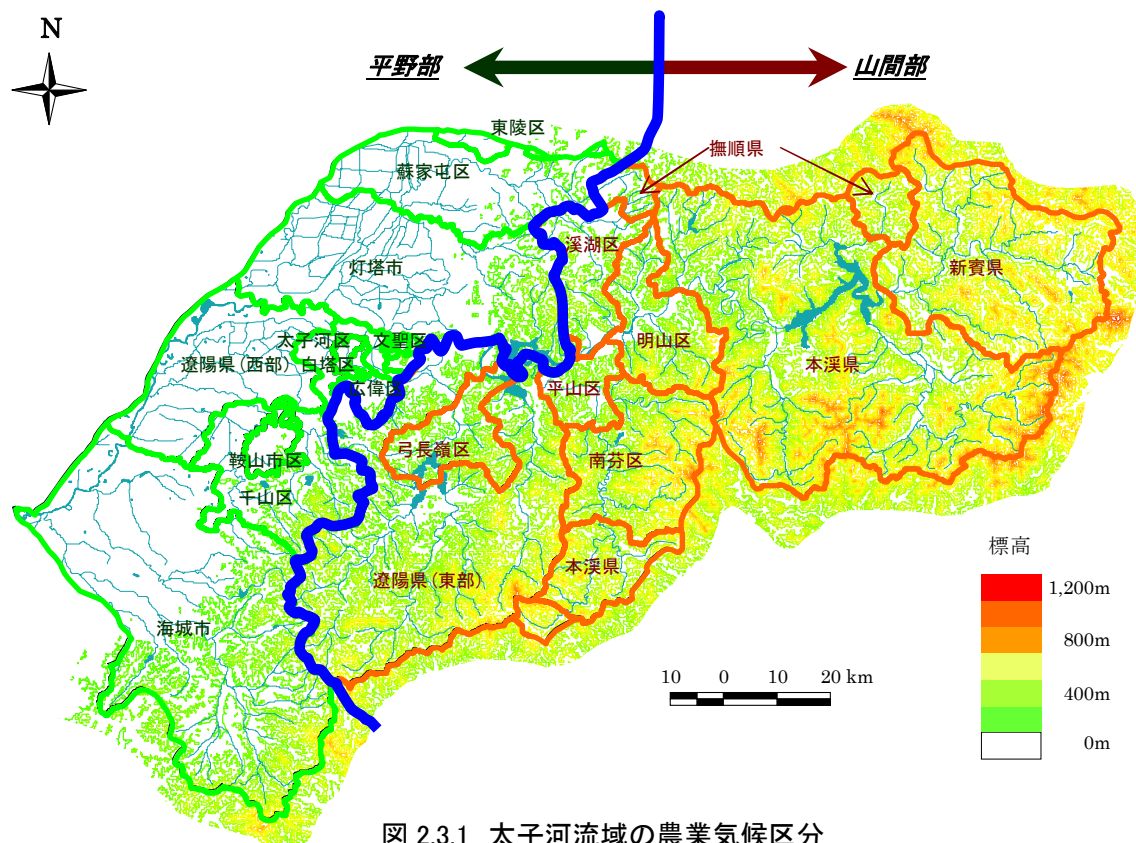 N
平野部
山間部
東陵区
撫順県
蘇家屯区
渓湖区
灯塔市
新賓県
太子河区
文聖区
明山区
遼陽県(西部)
白塔区
本渓県
広偉区
平山区
弓長嶺区
鞍山市区
南芬区
千山区
標高
本渓県
遼陽県(東部)
1,200m
海城市
800m
10 0 10 20 km
400m
0m
図 2.3.1 太子河流域の農業気候区分